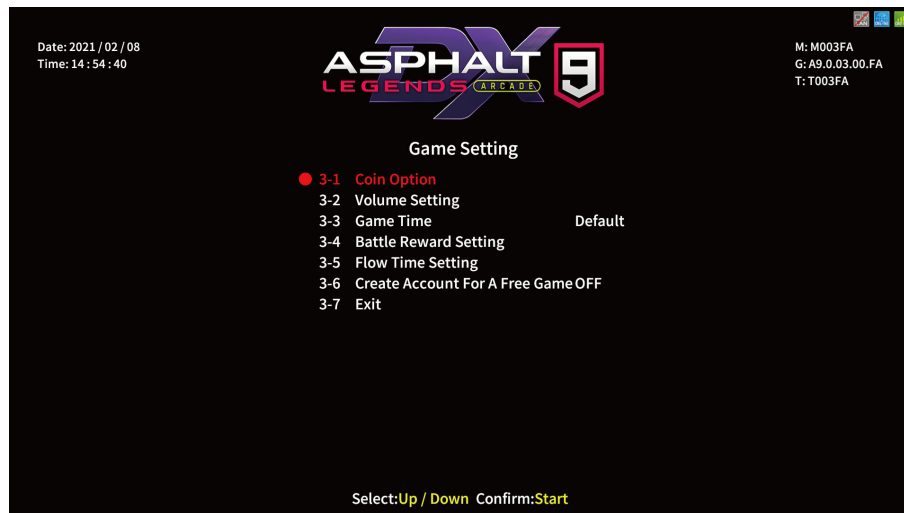 Date: 2021 / 02 / 08
Time: 14 : 54 : 40
ASPHALT 9
LEGENDS ARCADE
DX
M: M003FA
G: A9.0.03.00.FA
T: T003FA
Game Setting
3-1 Coin Option
3-2 Volume Setting
3-3 Game Time Default
3-4 Battle Reward Setting
3-5 Flow Time Setting
3-6 Create Account For A Free Game OFF
3-7 Exit
Select:Up / Down Confirm:Start